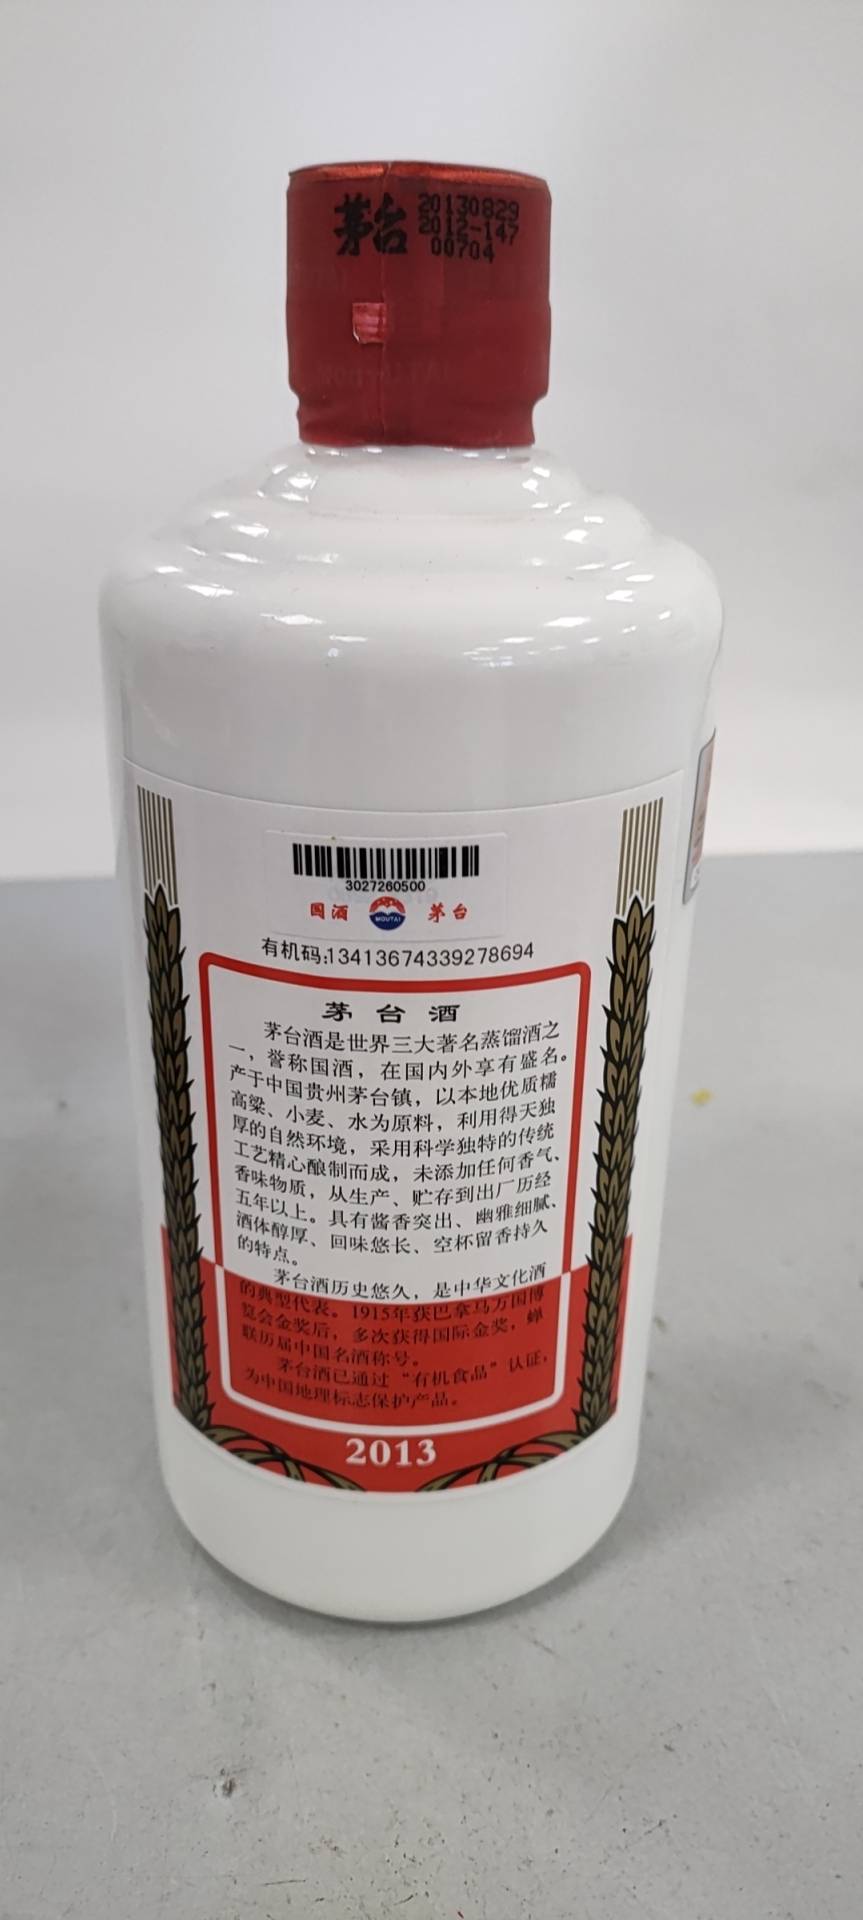 茅台
20130829
2012-147
00704
3027260500
国酒
MOUTAI
茅台
有机码:13413674339278694
茅台酒
茅台酒是世界三大著名蒸馏酒之
一，誉称国酒，在国内外享有盛名。
产于中国贵州茅台镇，以本地优质糯
高粱、小麦、水为原料，利用得天独
厚的自然环境，采用科学独特的传统
工艺精心酿制而成，未添加任何香气、
香味物质，从生产、贮存到出厂历经
五年以上。具有酱香突出、幽雅细腻、
酒体醇厚、回味悠长、空杯留香持久
的特点。
茅台酒历史悠久，是中华文化酒
的典型代表。1915年获巴拿马万国博
览会金奖后，多次获得国际金奖，蝉
联历届中国名酒称号。
茅台酒已通过“有机食品”认证，
为中国地理标志保护产品。
2013